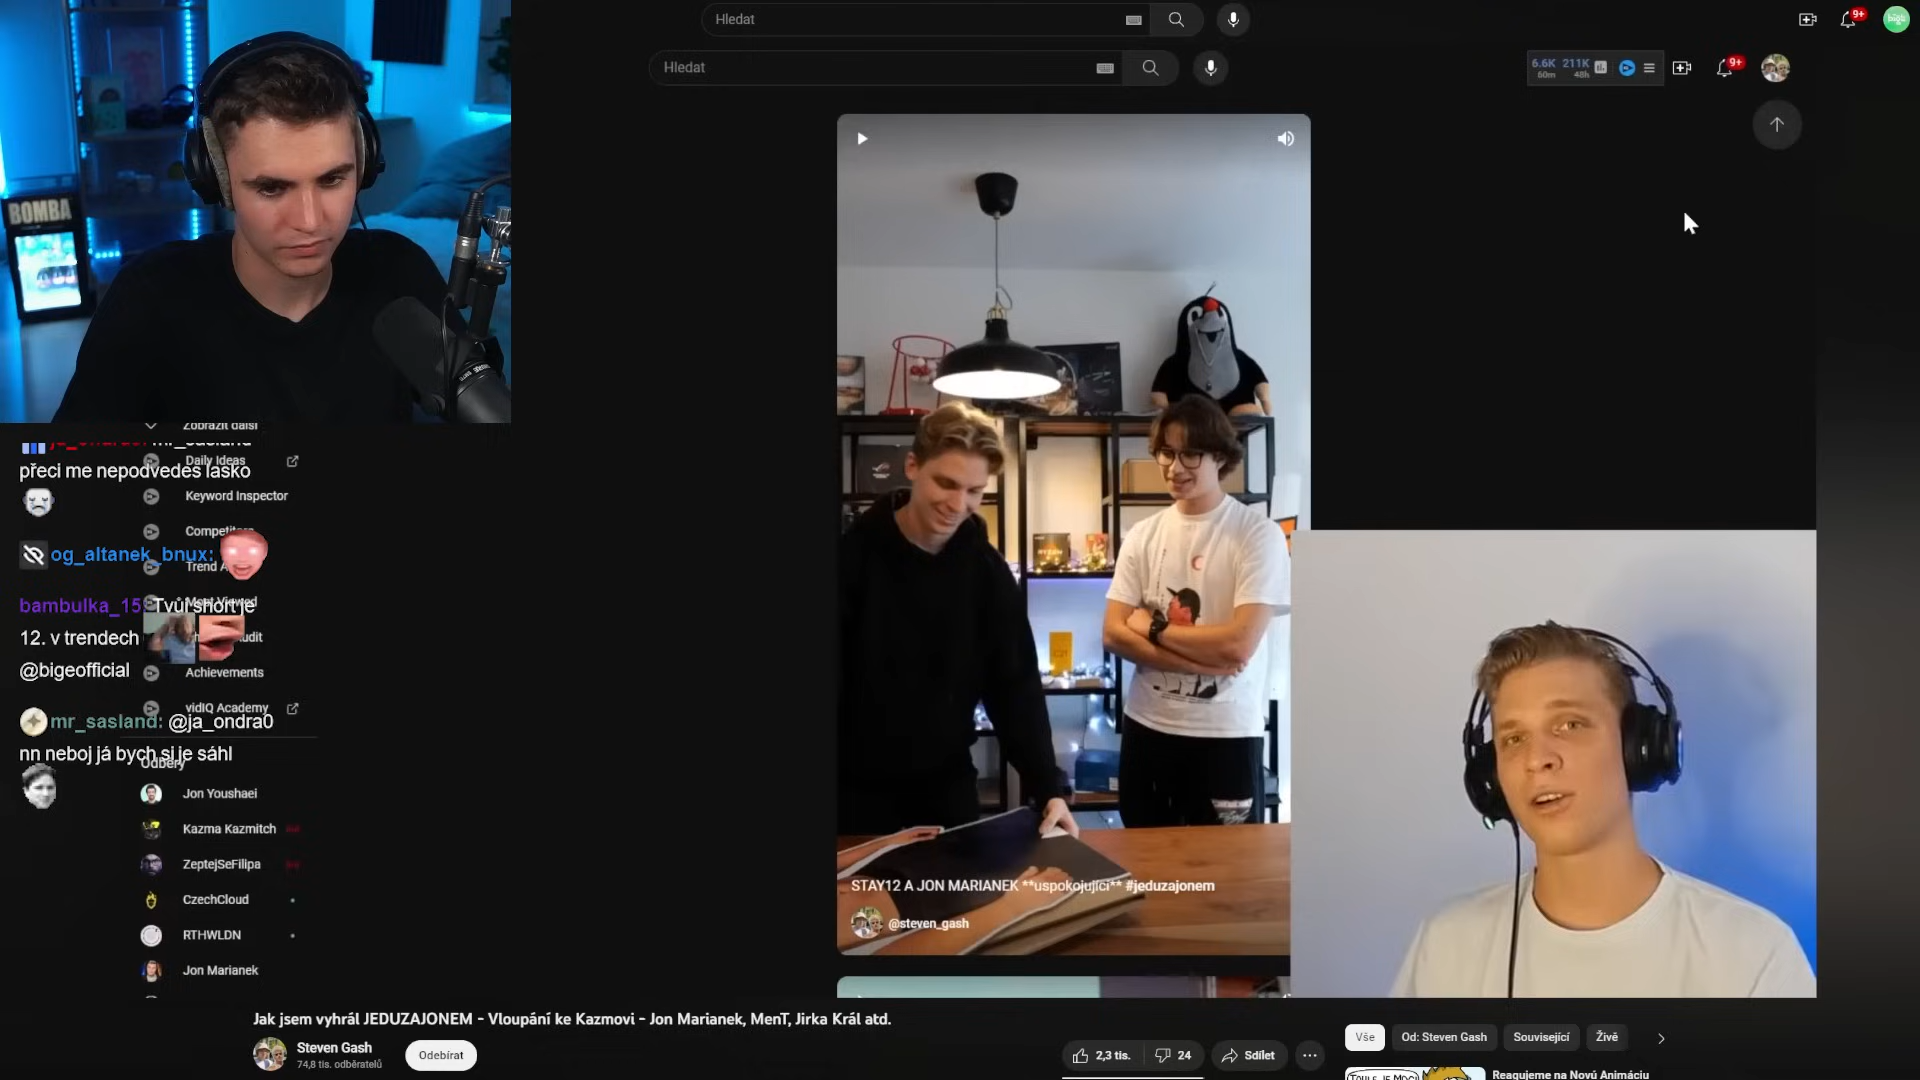 Hledat
9+
Hledat
6.6K 211K
60m 48h
9+
BOMBA
Zobrazit další
mr_sasland
přeci me nepodvedeš lásko
Daily Ideas
Keyword Inspector
og_altanek_bnux:
bambulka_15:
12. v trendech
@bigeofficial
Achievements
vidIQ Academy
mr_sasland: @ja_ondra0
nn neboj já bych si je sáhl
Odběry
Jon Youshaei
Kazma Kazmitch
ZeptejSeFilipa
CzechCloud
RTHWLDN
Jon Marianek
STAY12 A JON MARIANEK **uspokojující** #jeduzajonem
@steven_gash
Jak jsem vyhrál JEDUZAJONEM - Vloupání ke Kazmovi - Jon Marianek, MenT, Jirka Král atd.
Steven Gash
74,8 tis. odběratelů
Odebírat
2,3 tis.
24
Sdílet
Vše
Od: Steven Gash
Související
Živě
Reagujeme na Novú Animáciu